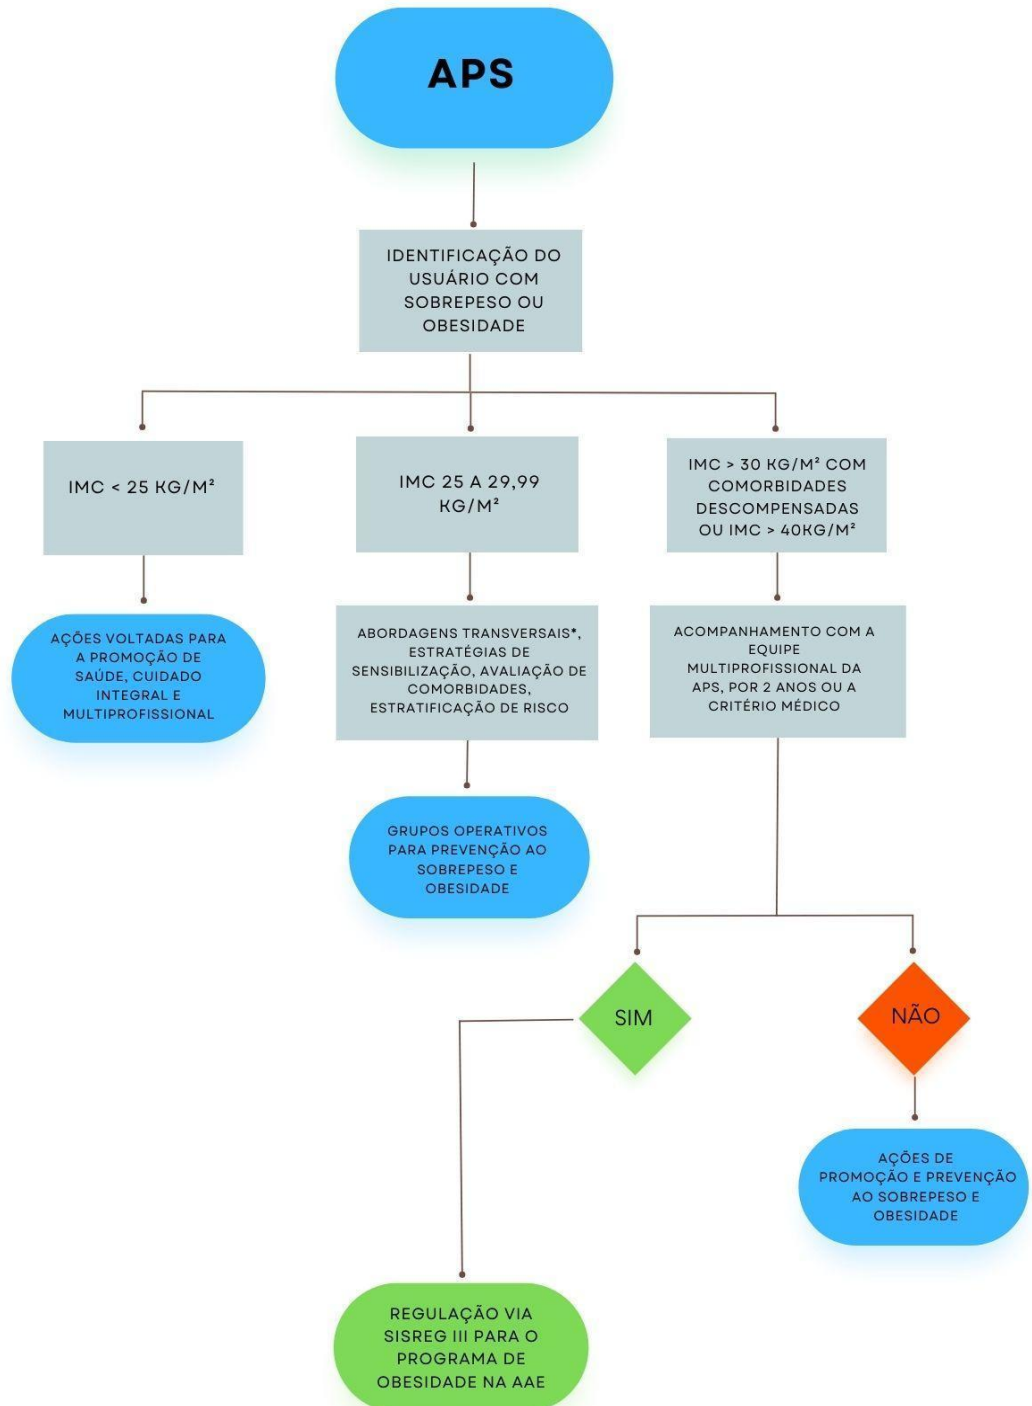 APS
IDENTIFICAÇÃO DO
USUÁRIO COM
SOBREPESO OU
OBESIDADE
IMC < 25 KG/M²
IMC 25 A 29,99
KG/M²
IMC > 30 KG/M² COM
COMORBIDADES
DESCOMPENSADAS
OU IMC > 40KG/M²
AÇÕES VOLTADAS PARA
A PROMOÇÃO DE
SAÚDE, CUIDADO
INTEGRAL E
MULTIPROFISSIONAL
ABORDAGENS TRANSVERSAIS*,
ESTRATÉGIAS DE
SENSIBILIZAÇÃO, AVALIAÇÃO DE
COMORBIDADES,
ESTRATIFICAÇÃO DE RISCO
ACOMPANHAMENTO COM A
EQUIPE
MULTIPROFISSIONAL DA
APS, POR 2 ANOS OU A
CRITÉRIO MÉDICO
GRUPOS OPERATIVOS
PARA PREVENÇÃO AO
SOBREPESO E
OBESIDADE
SIM
NÃO
AÇÕES DE
PROMOÇÃO E PREVENÇÃO
AO SOBREPESO E
OBESIDADE
REGULAÇÃO VIA
SISREG III PARA O
PROGRAMA DE
OBESIDADE NA AAE